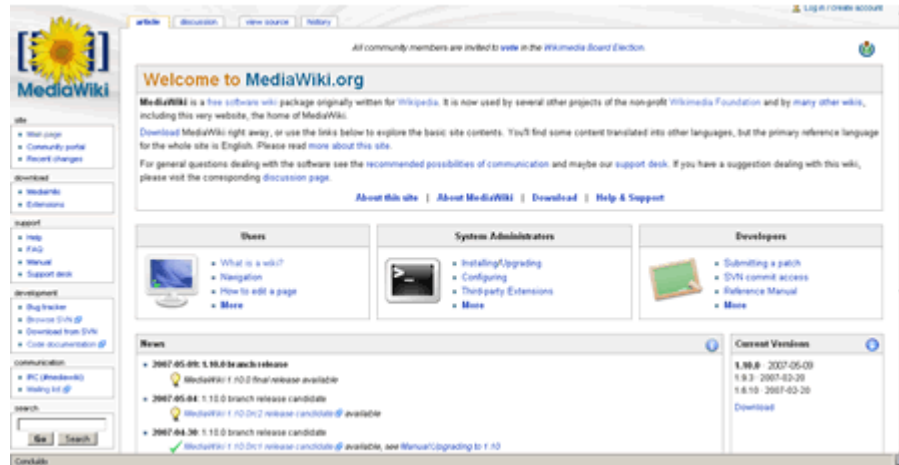 Log in / create account
article discussion view source history
All community members are invited to vote in the Wikimedia Board Election.
MediaWiki
Welcome to MediaWiki.org
MediaWiki is a free software wiki package originally written for Wikipedia. It is now used by several other projects of the non-profit Wikimedia Foundation and by many other wikis,
including this very website, the home of MediaWiki.
Download MediaWiki right away, or use the links below to explore the basic site contents. You'll find some content translated into other languages, but the primary reference language
for the whole site is English. Please read more about this site.
For general questions dealing with the software see the recommended possibilities of communication and maybe our support desk. If you have a suggestion dealing with this wiki,
please visit the corresponding discussion page.
About this site | About MediaWiki | Download | Help & Support
site
Main page
Community portal
Recent changes
download
MediaWiki
Extensions
support
Help
FAQ
Manual
Support desk
development
Bug tracker
Browse SVN
Download from SVN
Code documentation
communication
IRC (#mediawiki)
Mailing list
search
Go Search
Users
What is a wiki?
Navigation
How to edit a page
More
System Administrators
Installing/Upgrading
Configuring
Third-party Extensions
More
Developers
Submitting a patch
SVN commit access
Reference Manual
More
News
2007-05-09: 1.10.0 branch release
MediaWiki 1.10.0 final release available
2007-05-04: 1.10.0 branch release candidate
MediaWiki 1.10.0rc2 release candidate available
2007-04-30: 1.10.0 branch release candidate
MediaWiki 1.10.0rc1 release candidate available, see Manual:Upgrading to 1.10
Current Versions
1.10.0 · 2007-05-09
1.9.3 · 2007-02-20
1.6.10 · 2007-02-20
Download
Concluído